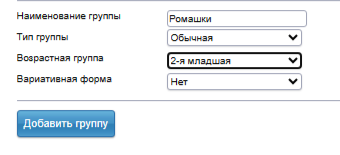 Наименование группы Ромашки
Тип группы Обычная
Возрастная группа 2-я младшая
Вариативная форма Нет
Добавить группу